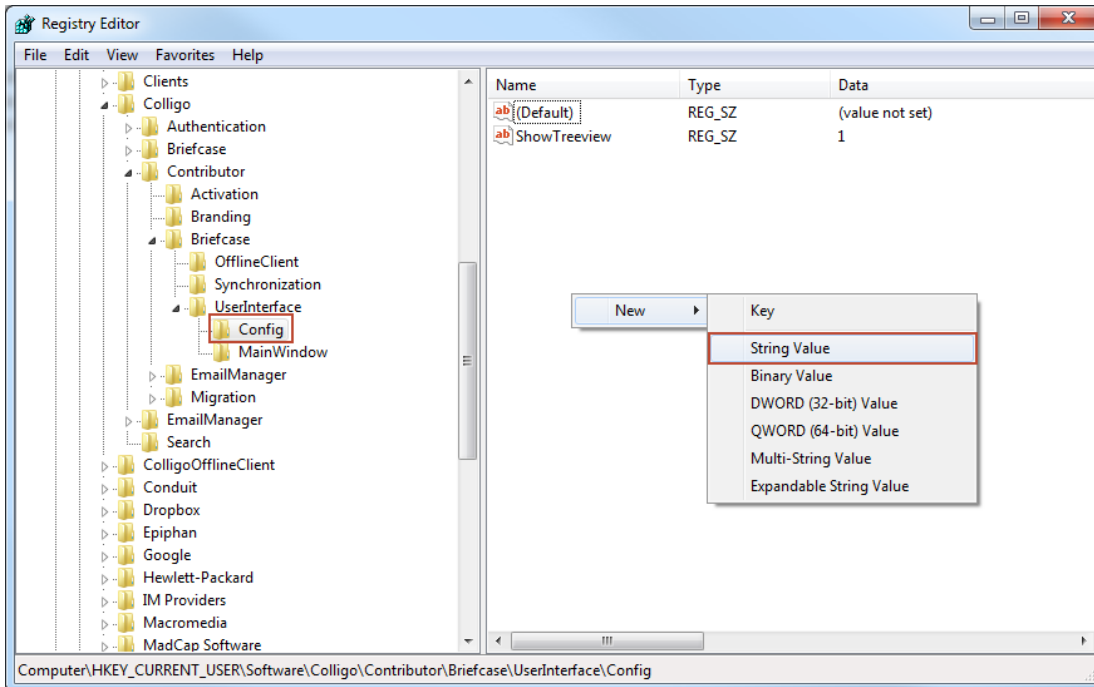 Registry Editor
File Edit View Favorites Help
Clients
Colligo
Authentication
Briefcase
Contributor
Activation
Branding
Briefcase
OfflineClient
Synchronization
UserInterface
Config
MainWindow
EmailManager
Migration
EmailManager
Search
ColligoOfflineClient
Conduit
Dropbox
Epiphan
Google
Hewlett-Packard
IM Providers
Macromedia
MadCap Software
Name Type Data
ab (Default) REG_SZ (value not set)
ab ShowTreeview REG_SZ 1
New
Key
String Value
Binary Value
DWORD (32-bit) Value
QWORD (64-bit) Value
Multi-String Value
Expandable String Value
Computer\HKEY_CURRENT_USER\Software\Colligo\Contributor\Briefcase\UserInterface\Config